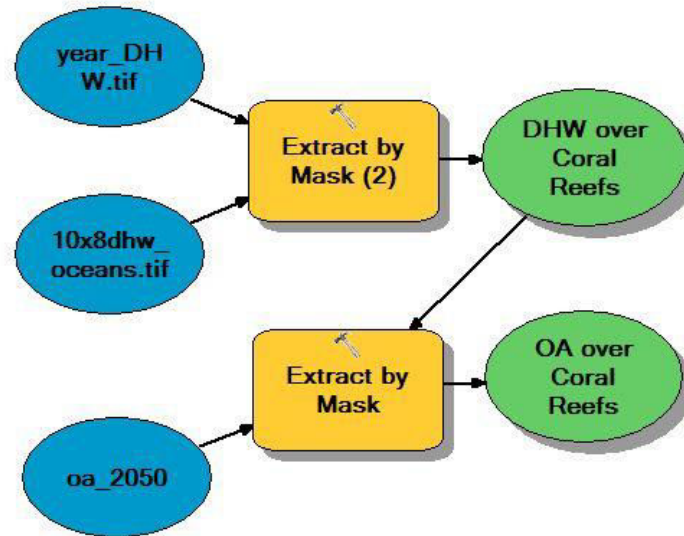 year_DH
W.tif
Extract by
Mask (2)
DHW over
Coral
Reefs
10x8dhw_
oceans.tif
Extract by
Mask
OA over
Coral
Reefs
oa_2050